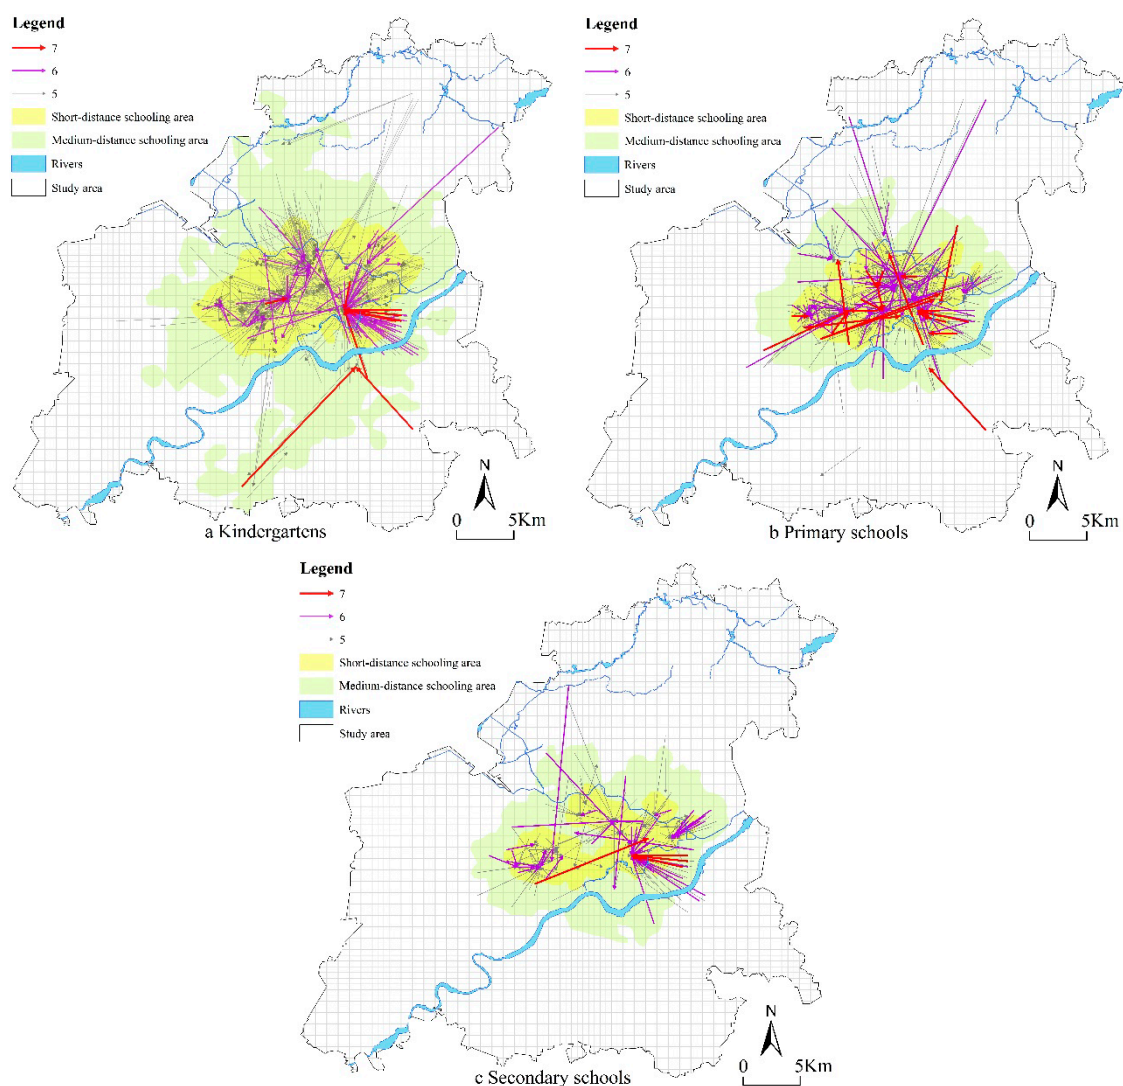 Legend
7
6
5
Short-distance schooling area
Medium-distance schooling area
Rivers
Study area
N
0 5Km
a Kindergartens
Legend
7
6
5
Short-distance schooling area
Medium-distance schooling area
Rivers
Study area
N
0 5Km
b Primary schools
Legend
7
6
5
Short-distance schooling area
Medium-distance schooling area
Rivers
Study area
N
0 5Km
c Secondary schools